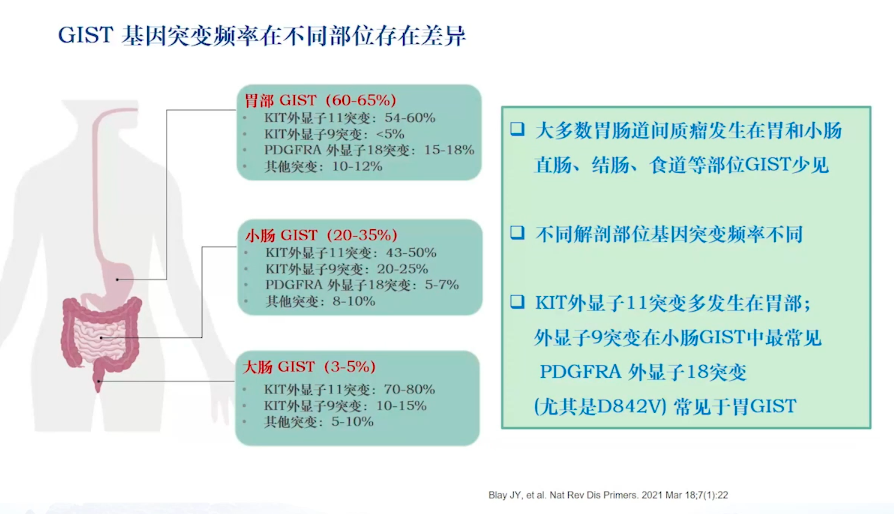 GIST 基因突变频率在不同部位存在差异
胃部 GIST（60-65%）
• KIT外显子11突变：54-60%
• KIT外显子9突变：<5%
• PDGFRA 外显子18突变：15-18%
其他突变：10-12%
小肠 GIST（20-35%）
• KIT外显子11突变：43-50%
• KIT外显子9突变：20-25%
• PDGFRA 外显子18突变：5-7%
• 其他突变：8-10%
大肠 GIST（3-5%）
• KIT外显子11突变：70-80%
• KIT外显子9突变：10-15%
• 其他突变：5-10%
❑ 大多数胃肠道间质瘤发生在胃和小肠
直肠、结肠、食道等部位GIST少见
❑ 不同解剖部位基因突变频率不同
❑ KIT外显子11突变多发生在胃部；
外显子9突变在小肠GIST中最常见
PDGFRA 外显子18突变
(尤其是D842V) 常见于胃GIST
Blay JY, et al. Nat Rev Dis Primers. 2021 Mar 18;7(1):22